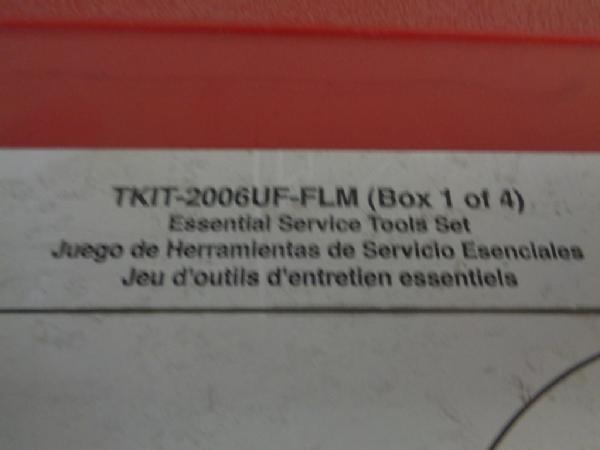 TKIT-2006UF-FLM (Box 1 of 4)
Essential Service Tools Set
Juego de Herramientas de Servicio Esenciales
Jeu d'outils d'entretien essentiels